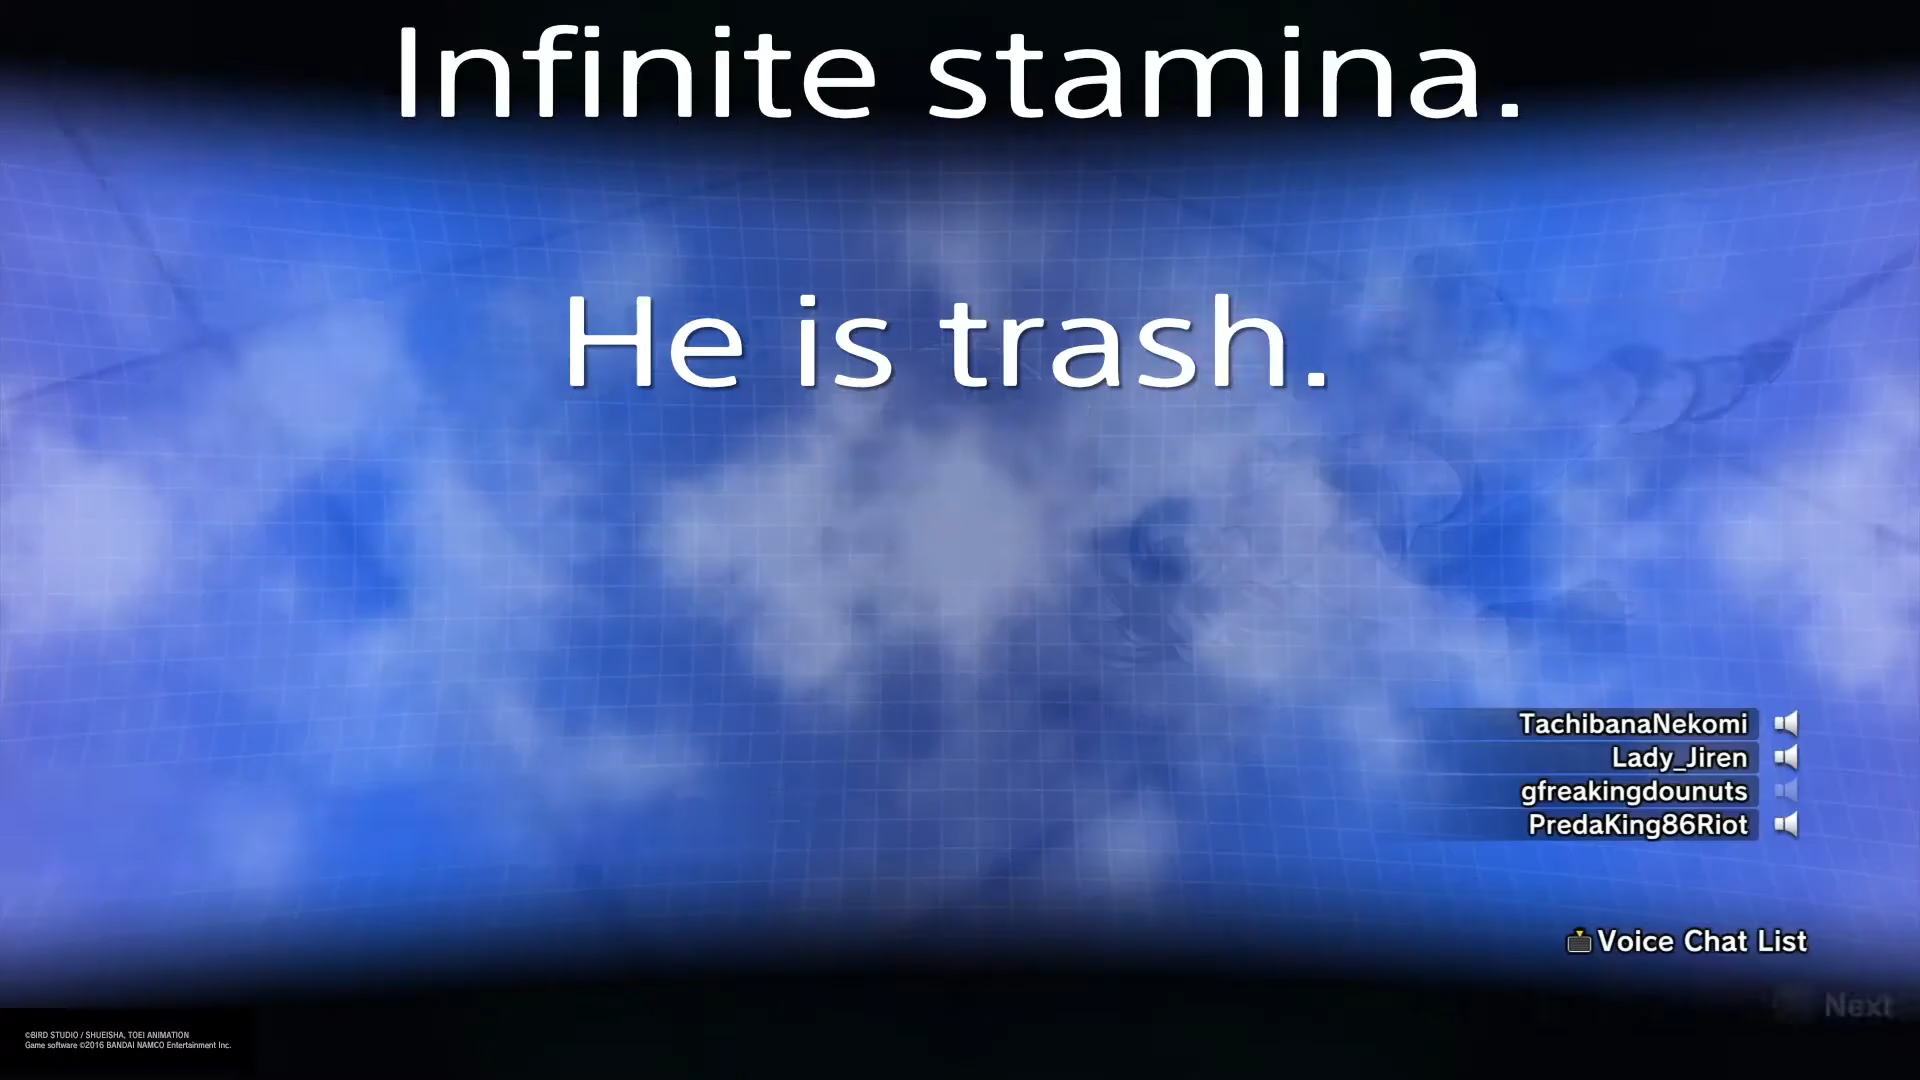 Infinite stamina.
He is trash.
TachibanaNekomi
Lady_Jiren
gfreakingdounuts
PredaKing86Riot
Voice Chat List
Next
©BIRD STUDIO / SHUEISHA, TOEI ANIMATION
Game software ©2016 BANDAI NAMCO Entertainment Inc.